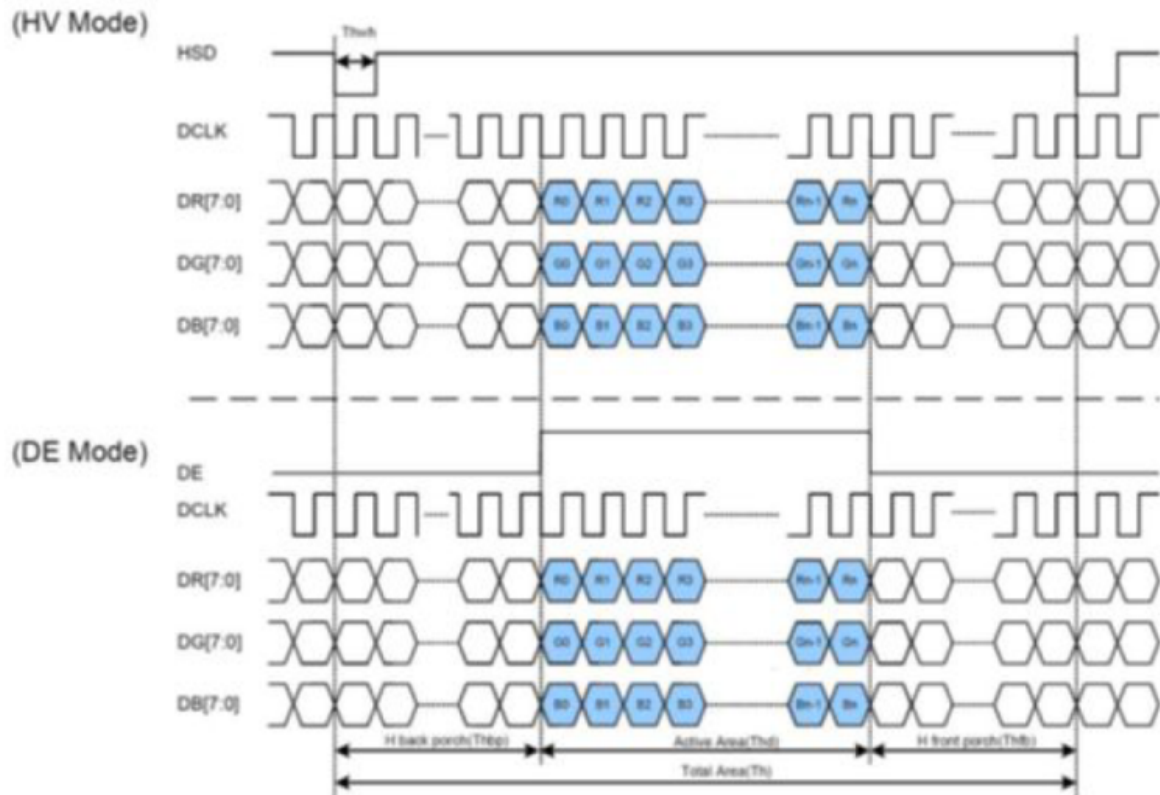 (HV Mode)
Thwh
HSD
DCLK
DR[7:0] R0 R1 R2 R3 Rn-1 Rn
DG[7:0] G0 G1 G2 G3 Gn-1 Gn
DB[7:0] B0 B1 B2 B3 Bn-1 Bn
(DE Mode)
DE
DCLK
DR[7:0] R0 R1 R2 R3 Rn-1 Rn
DG[7:0] G0 G1 G2 G3 Gn-1 Gn
DB[7:0] B0 B1 B2 B3 Bn-1 Bn
H back porch(Thbp) Active Area(Thd) H front porch(Thfb)
Total Area(Th)